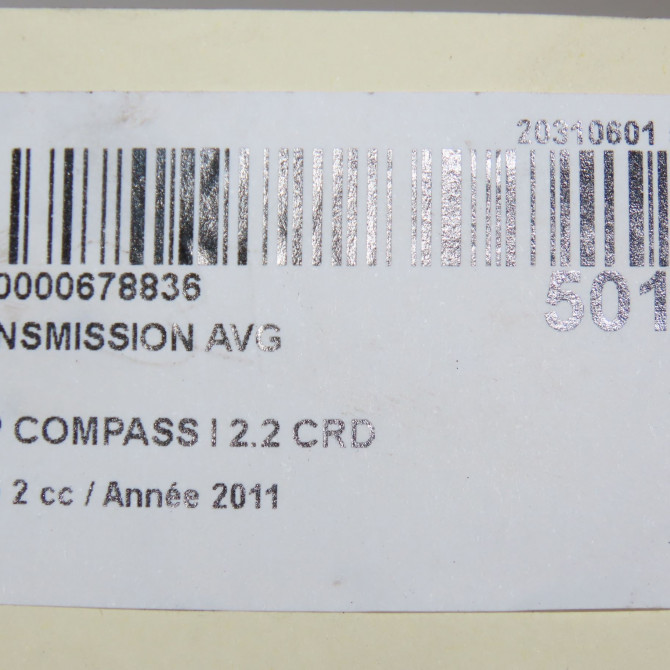 20310601
0000678836
501
NSMISSION AVG
P COMPASS I 2.2 CRD
2 cc / Année 2011